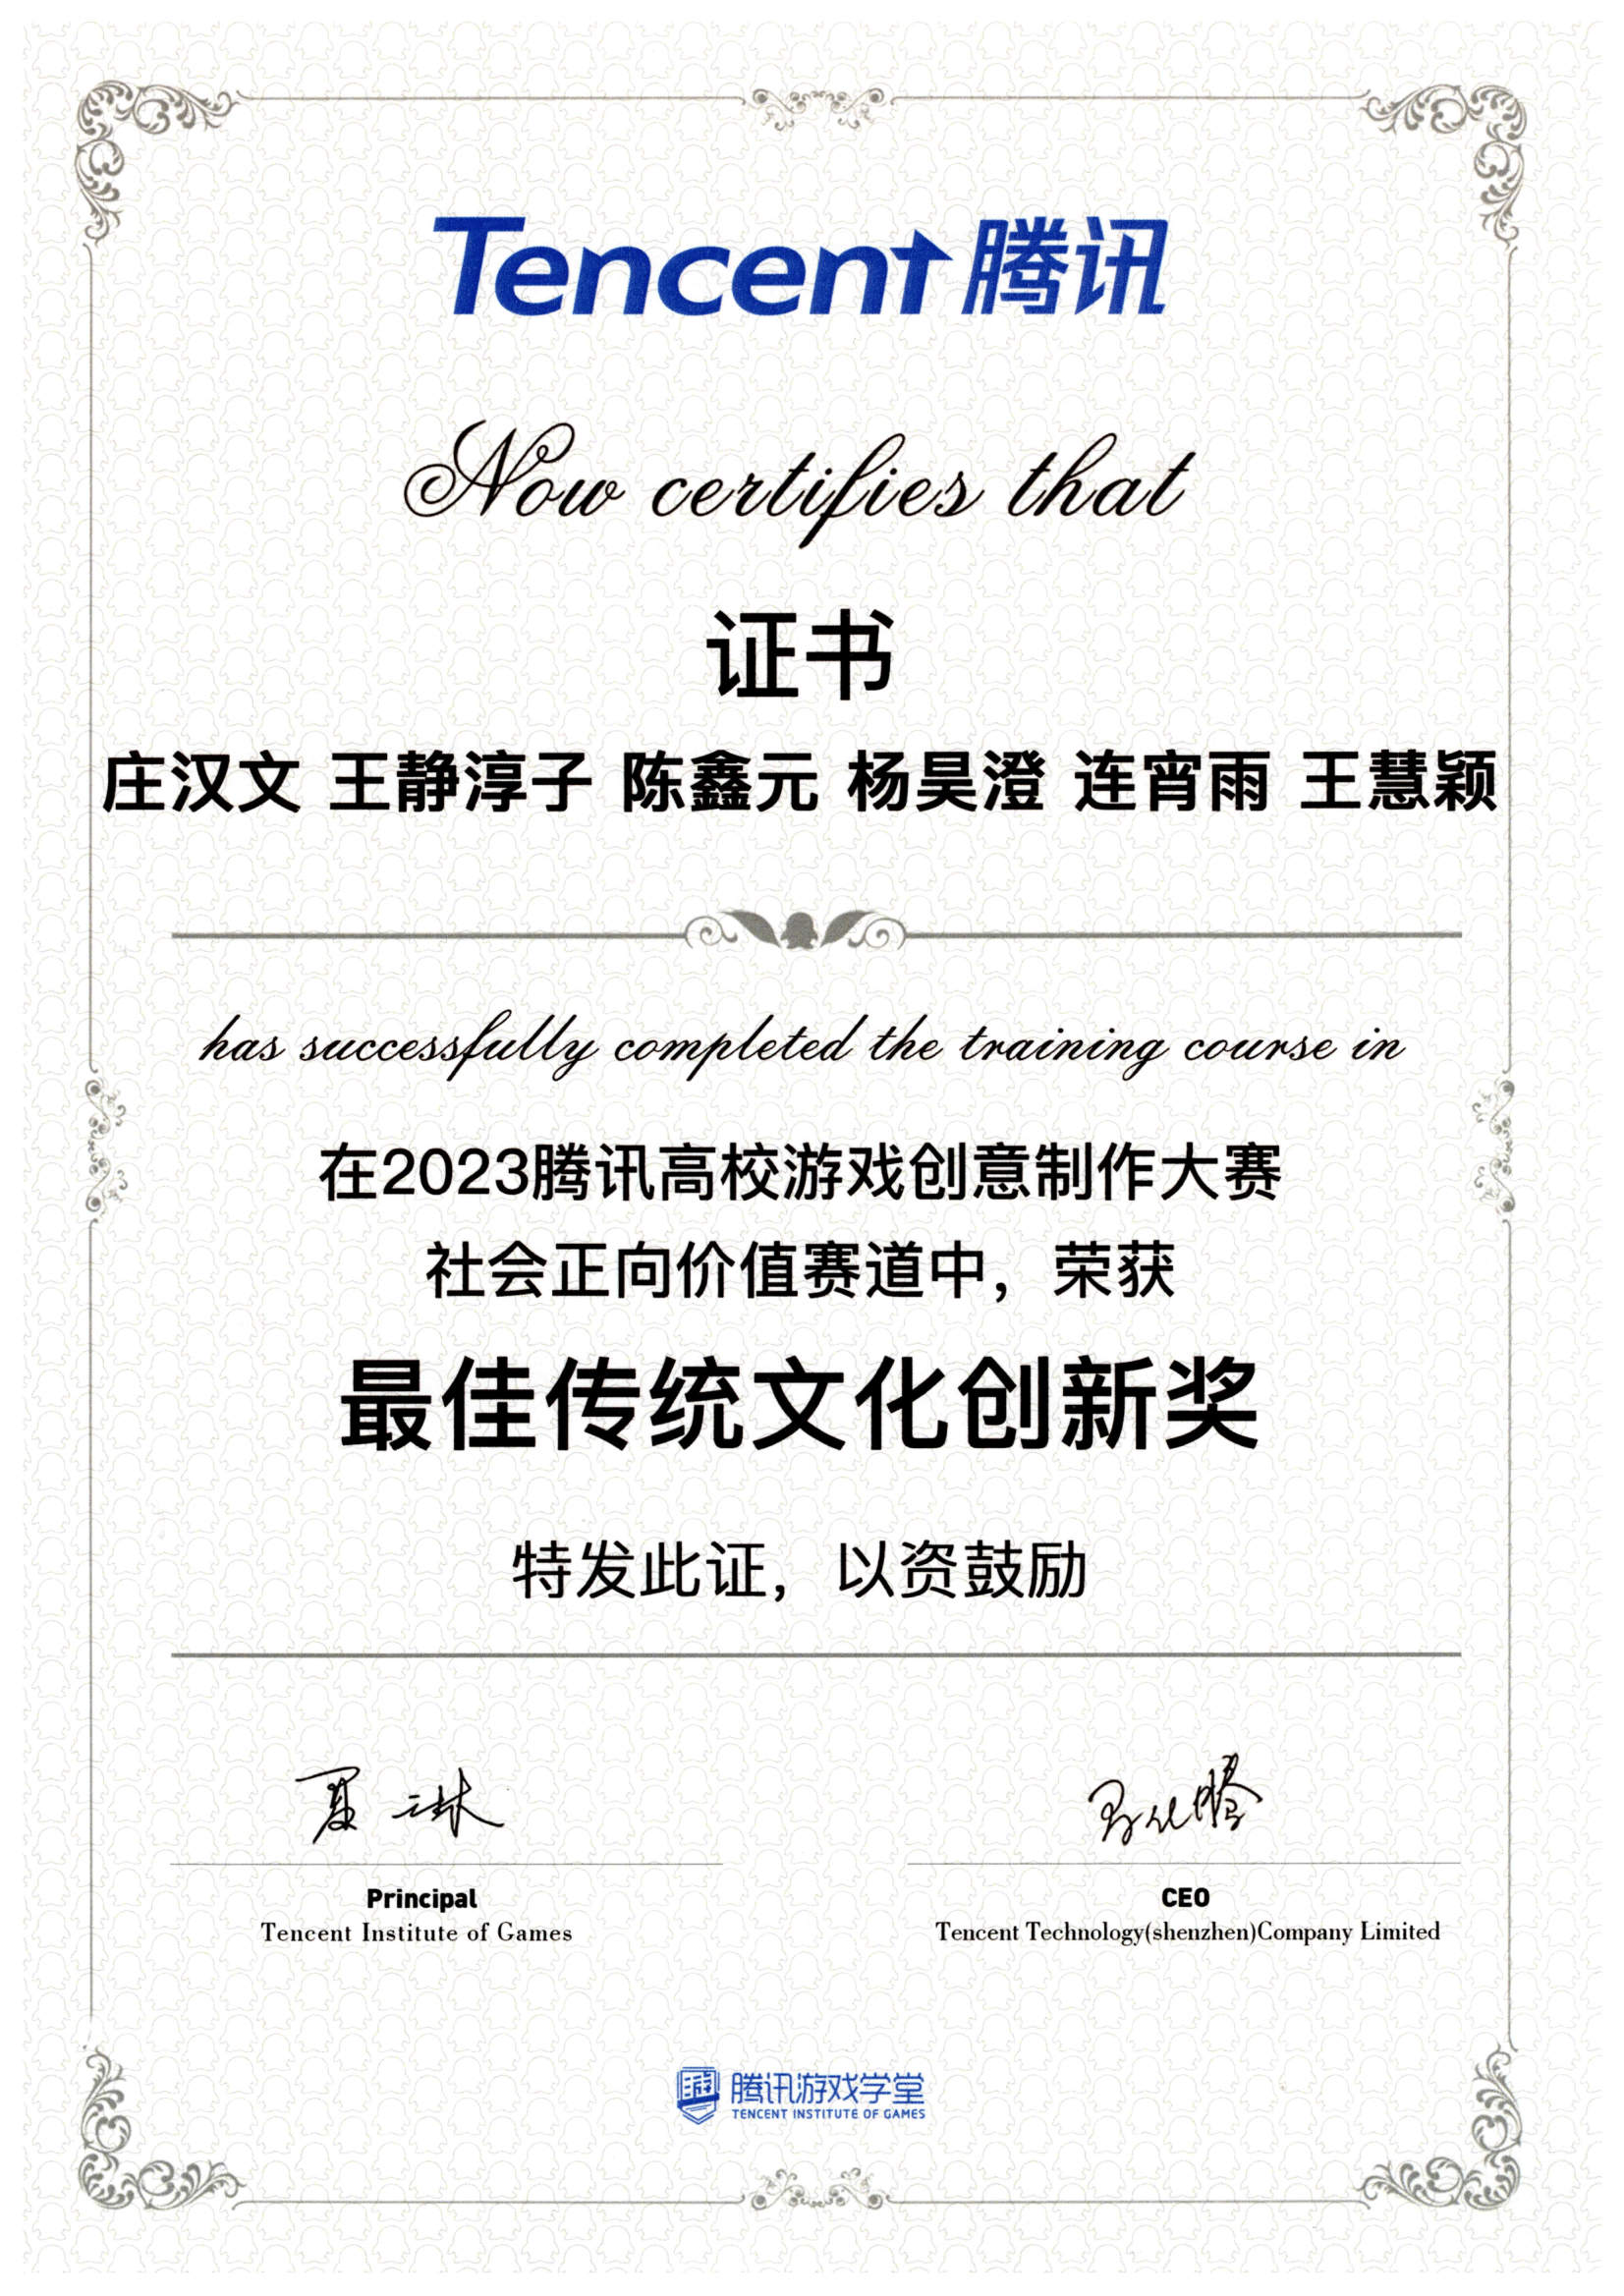 Tencent 腾讯
Now certifies that
证书
庄汉文 王静淳子 陈鑫元 杨昊澄 连宵雨 王慧颖
has successfully completed the training course in
在2023腾讯高校游戏创意制作大赛
社会正向价值赛道中，荣获
最佳传统文化创新奖
特发此证，以资鼓励
夏琳
马化腾
Principal
Tencent Institute of Games
CEO
Tencent Technology(shenzhen)Company Limited
腾讯游戏学堂
TENCENT INSTITUTE OF GAMES